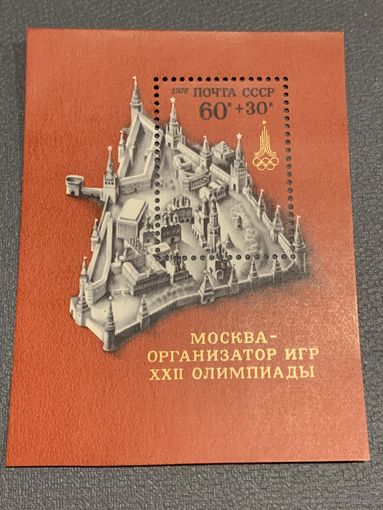 1976 ПОЧТА СССР
60К+30К
МОСКВА-
ОРГАНИЗАТОР ИГР
XXII ОЛИМПИАДЫ